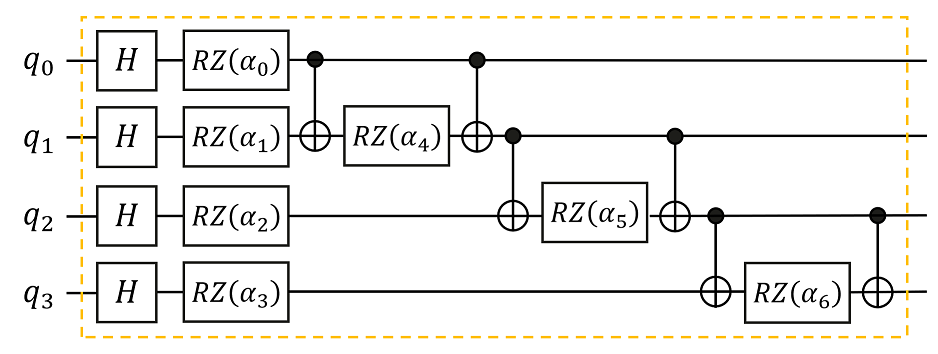 q₀ H RZ(α₀)
q₁ H RZ(α₁) RZ(α₄)
q₂ H RZ(α₂) RZ(α₅)
q₃ H RZ(α₃) RZ(α₆)